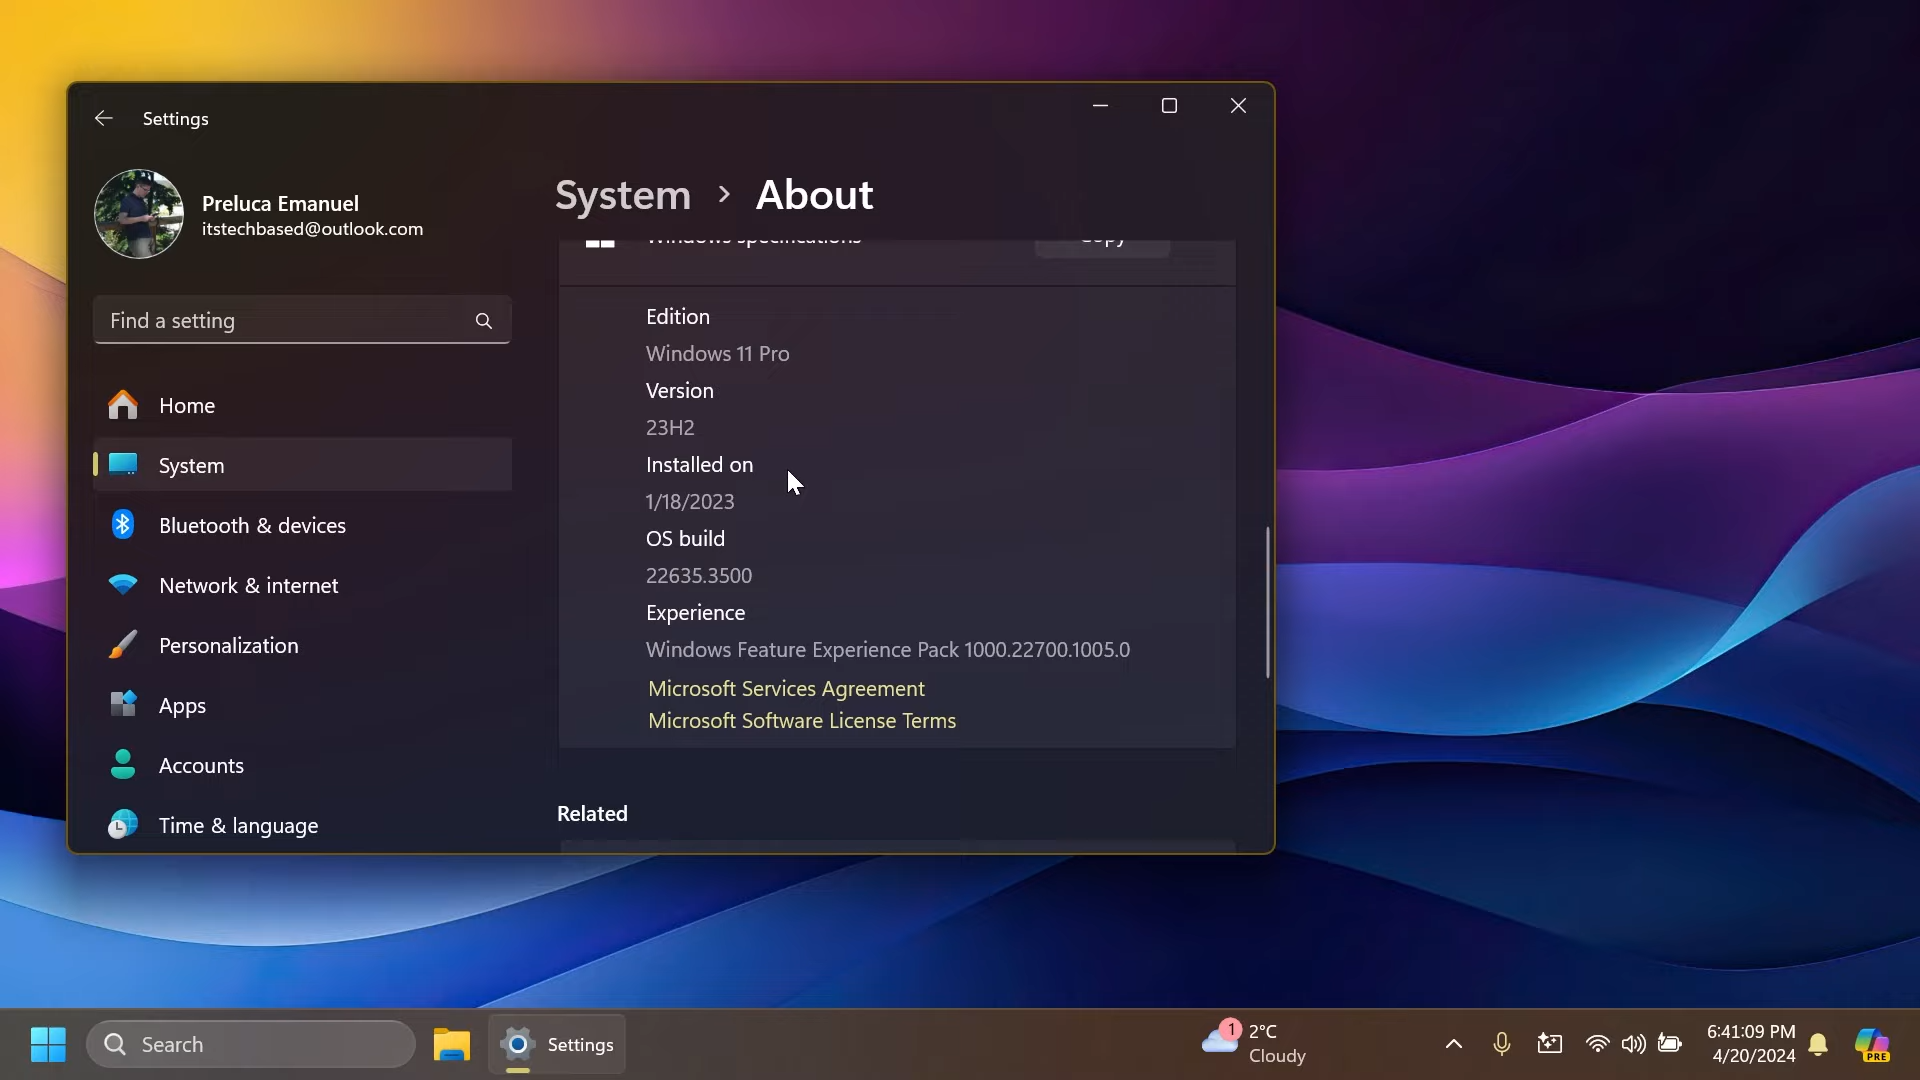 Settings
Preluca Emanuel
itstechbased@outlook.com
Find a setting
Home
System
Bluetooth & devices
Network & internet
Personalization
Apps
Accounts
Time & language
System > About
Windows specifications
Copy
Edition
Windows 11 Pro
Version
23H2
Installed on
1/18/2023
OS build
22635.3500
Experience
Windows Feature Experience Pack 1000.22700.1005.0
Microsoft Services Agreement
Microsoft Software License Terms
Related
Search
Settings
1
2°C
Cloudy
6:41:09 PM
4/20/2024
PRE